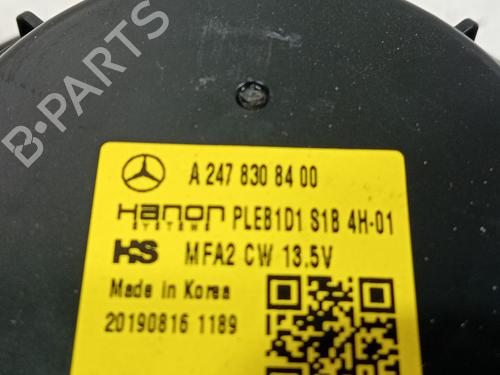 A 247 830 84 00
Hanon PLEB1D1 S1B 4H-01
SYSTEMS
HS MFA2 CW 13.5V
Made in Korea
20190816 1189
B-PARTS